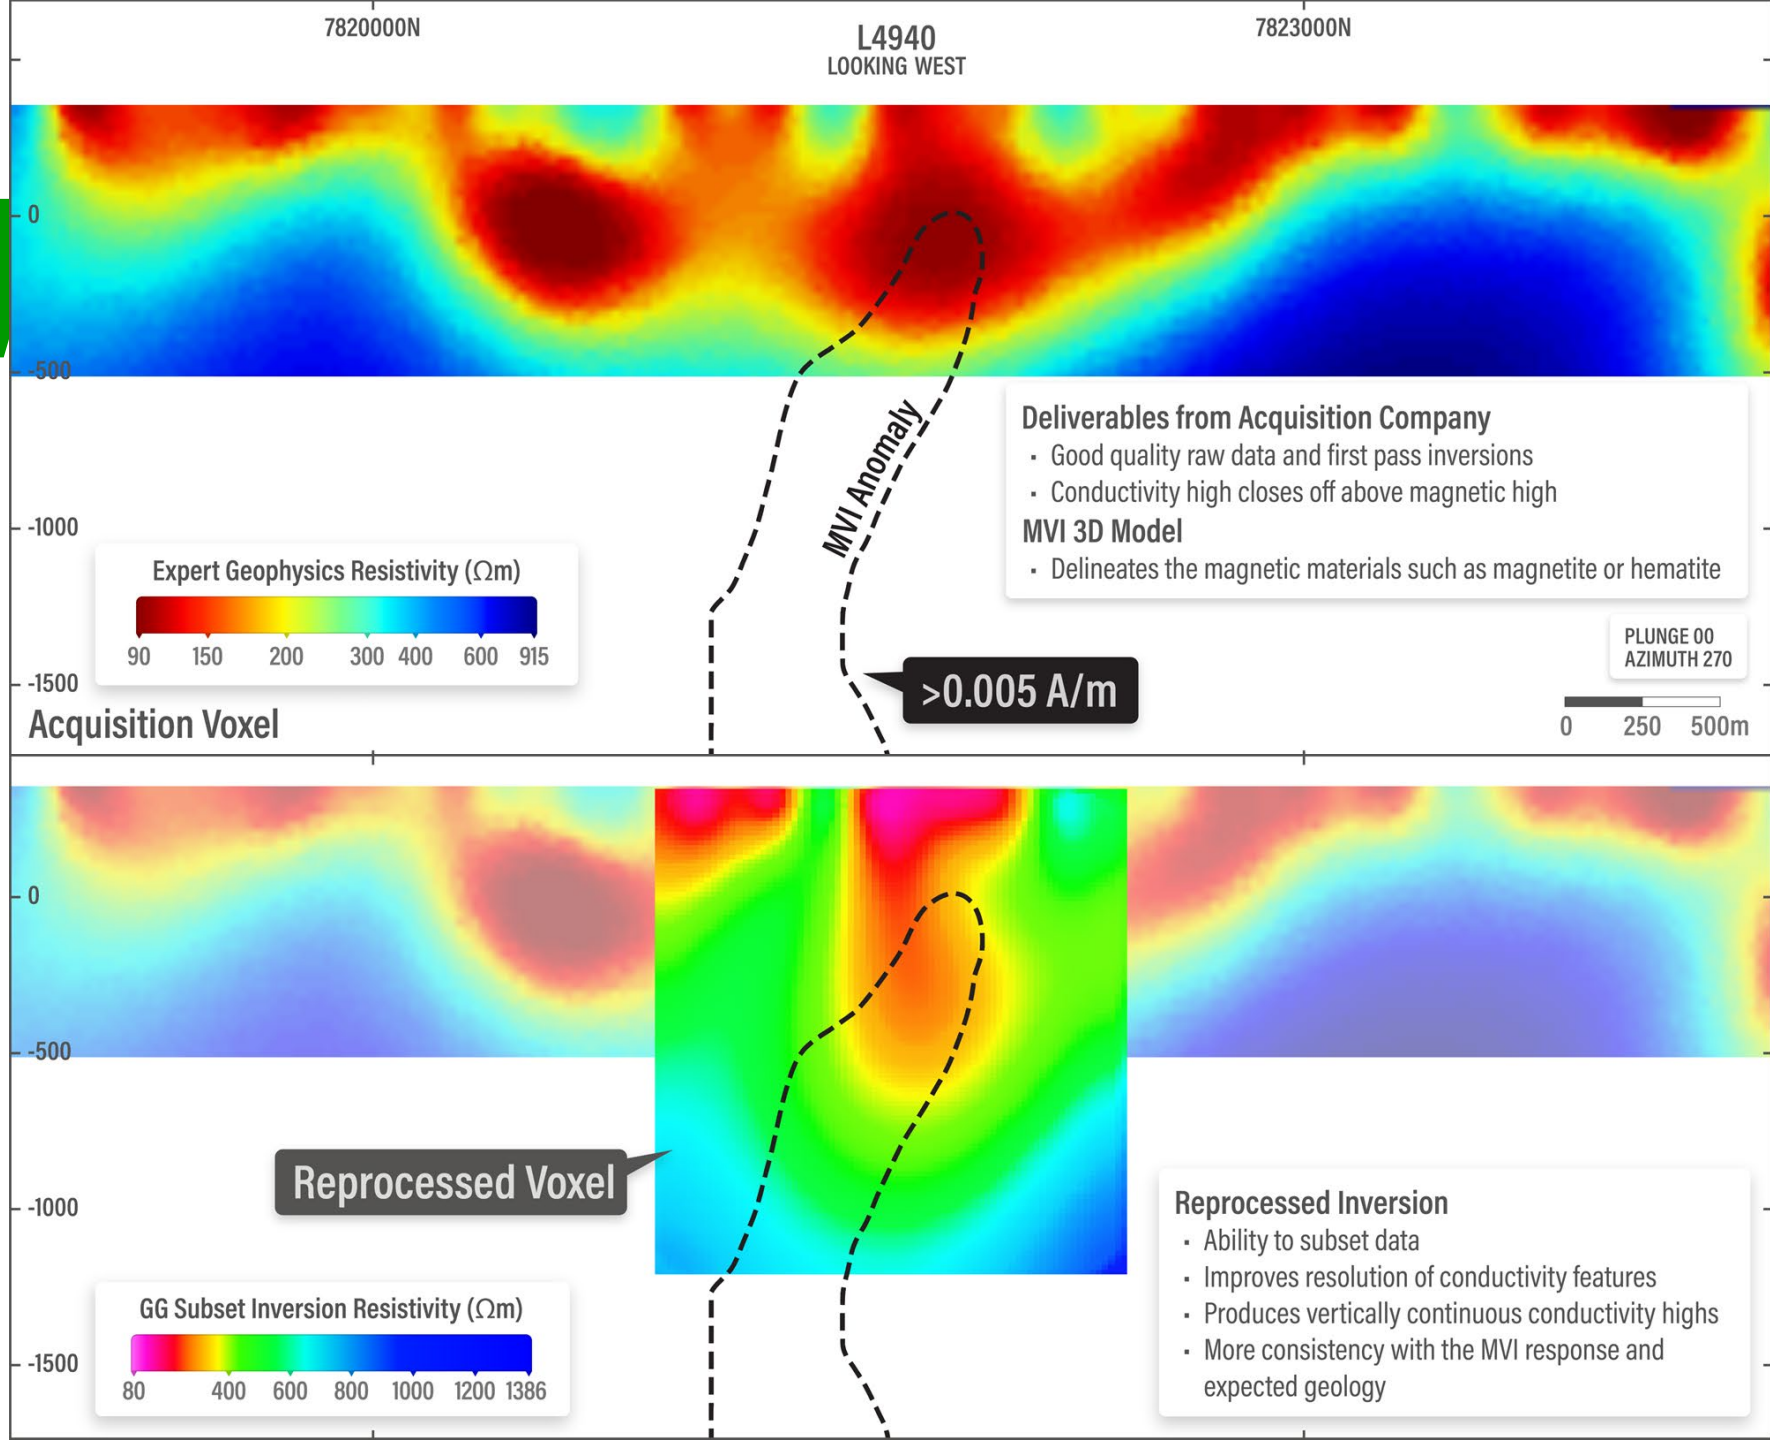 7820000N
7823000N
L4940
LOOKING WEST
0
-500
-1000
-1500
MVI Anomaly
Deliverables from Acquisition Company
· Good quality raw data and first pass inversions
· Conductivity high closes off above magnetic high
MVI 3D Model
· Delineates the magnetic materials such as magnetite or hematite
Expert Geophysics Resistivity (Ωm)
90 150 200 300 400 600 915
PLUNGE 00
AZIMUTH 270
>0.005 A/m
0 250 500m
Acquisition Voxel
0
-500
-1000
-1500
Reprocessed Voxel
Reprocessed Inversion
· Ability to subset data
· Improves resolution of conductivity features
· Produces vertically continuous conductivity highs
· More consistency with the MVI response and
expected geology
GG Subset Inversion Resistivity (Ωm)
80 400 600 800 1000 1200 1386